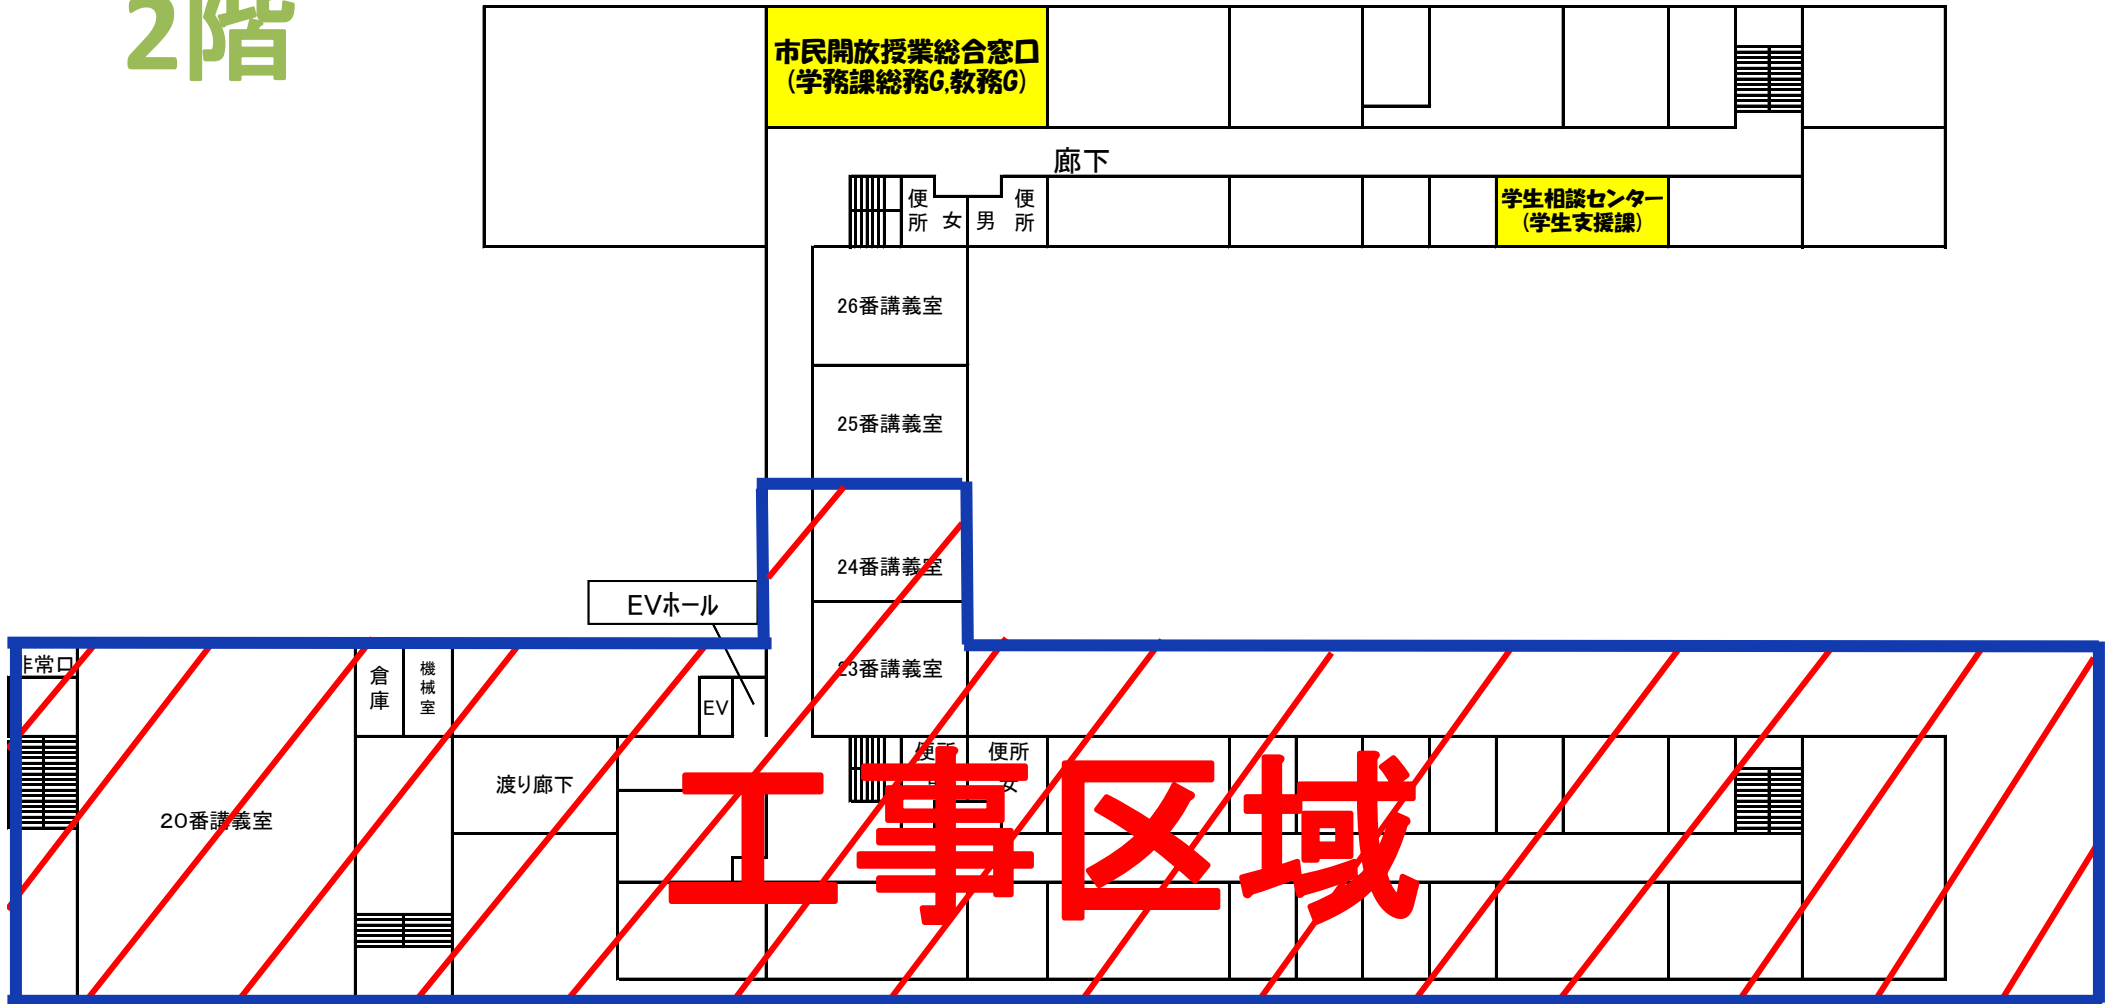 2階
市民開放授業総合窓口
(学務課総務G,教務G)
廊下
便所 女
男 便所
学生相談センター
(学生支援課)
26番講義室
25番講義室
24番講義室
EVホール
23番講義室
非常口
倉庫
機械室
EV
便所
便所
女
渡り廊下
20番講義室
工事区域